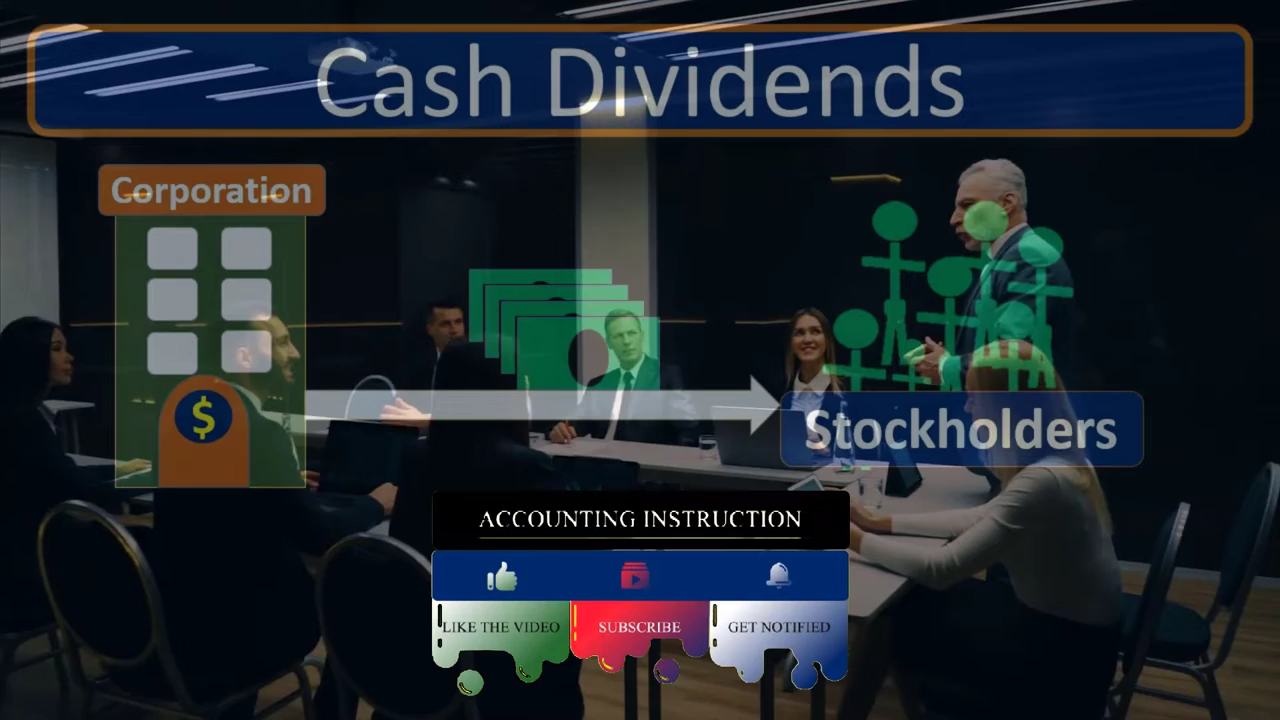 Cash Dividends
Corporation
$
Stockholders
ACCOUNTING INSTRUCTION
LIKE THE VIDEO
SUBSCRIBE
GET NOTIFIED